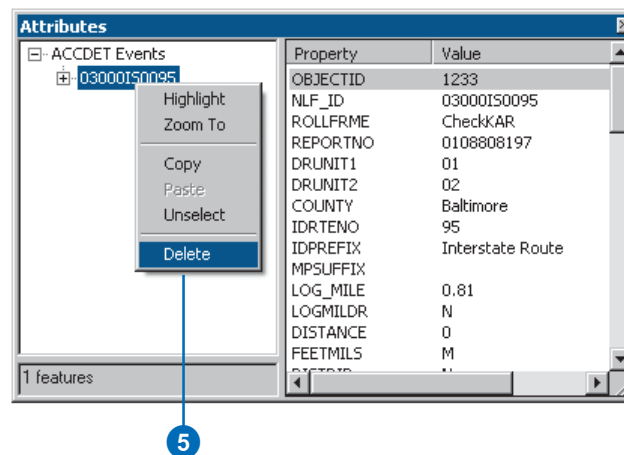 Attributes
ACCDET Events
03000IS0095
Highlight
Zoom To
Copy
Paste
Unselect
Delete
1 features
Property Value
OBJECTID 1233
NLF_ID 03000IS0095
ROLLFRME CheckKAR
REPORTNO 0108808197
DRUNIT1 01
DRUNIT2 02
COUNTY Baltimore
IDRTENO 95
IDPREFIX Interstate Route
MPSUFFIX
LOG_MILE 0.81
LOGMILDR N
DISTANCE 0
FEETMILS M
5